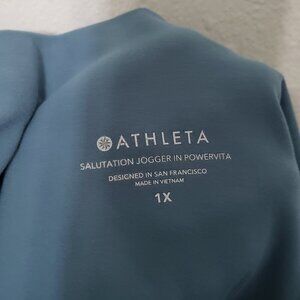 ATHLETA
SALUTATION JOGGER IN POWERVITA
DESIGNED IN SAN FRANCISCO
MADE IN VIETNAM
1X